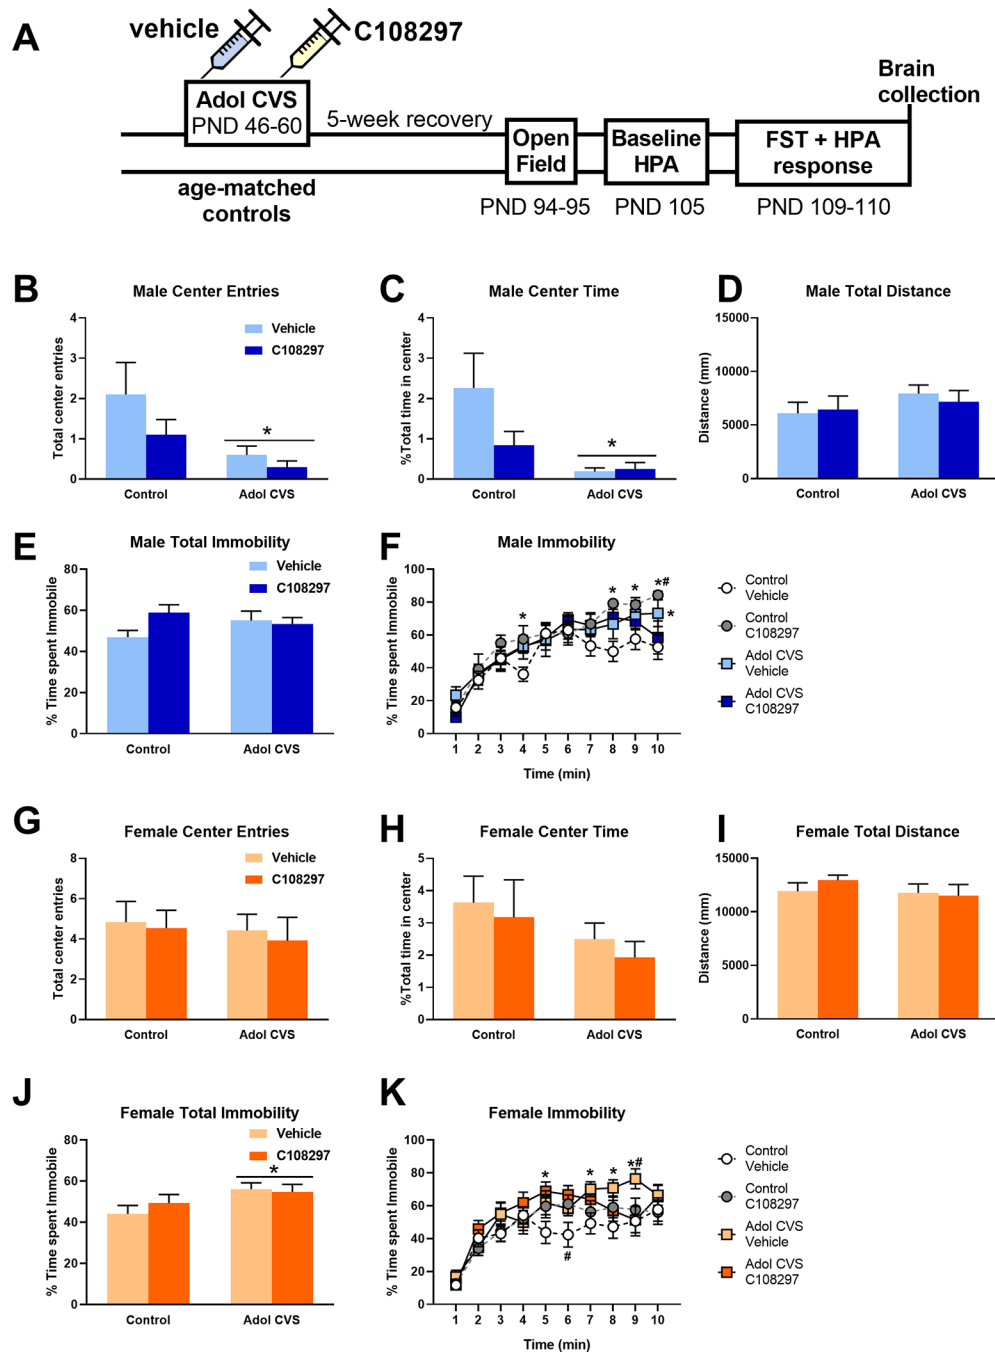 A
vehicle
C108297
Adol CVS
PND 46-60
5-week recovery
age-matched
controls
Open
Field
PND 94-95
Baseline
HPA
PND 105
FST + HPA
response
PND 109-110
Brain
collection
B
Male Center Entries
Total center entries
4
3
2
1
0
Vehicle
C108297
*
Control
Adol CVS
C
Male Center Time
%Total time in center
4
3
2
1
0
*
Control
Adol CVS
D
Male Total Distance
Distance (mm)
15000
10000
5000
0
Control
Adol CVS
E
Male Total Immobility
% Time spent Immobile
80
60
40
20
0
Vehicle
C108297
Control
Adol CVS
F
Male Immobility
% Time spent Immobile
100
80
60
40
20
0
*
*
*
*#
*
1 2 3 4 5 6 7 8 9 10
Time (min)
Control
Vehicle
Control
C108297
Adol CVS
Vehicle
Adol CVS
C108297
G
Female Center Entries
Total center entries
8
6
4
2
0
Vehicle
C108297
Control
Adol CVS
H
Female Center Time
%Total time in center
5
4
3
2
1
0
Control
Adol CVS
I
Female Total Distance
Distance (mm)
15000
10000
5000
0
Control
Adol CVS
J
Female Total Immobility
% Time spent Immobile
80
60
40
20
0
Vehicle
C108297
*
Control
Adol CVS
K
Female Immobility
% Time spent Immobile
100
80
60
40
20
0
*
*
*
*#
#
1 2 3 4 5 6 7 8 9 10
Time (min)
Control
Vehicle
Control
C108297
Adol CVS
Vehicle
Adol CVS
C108297